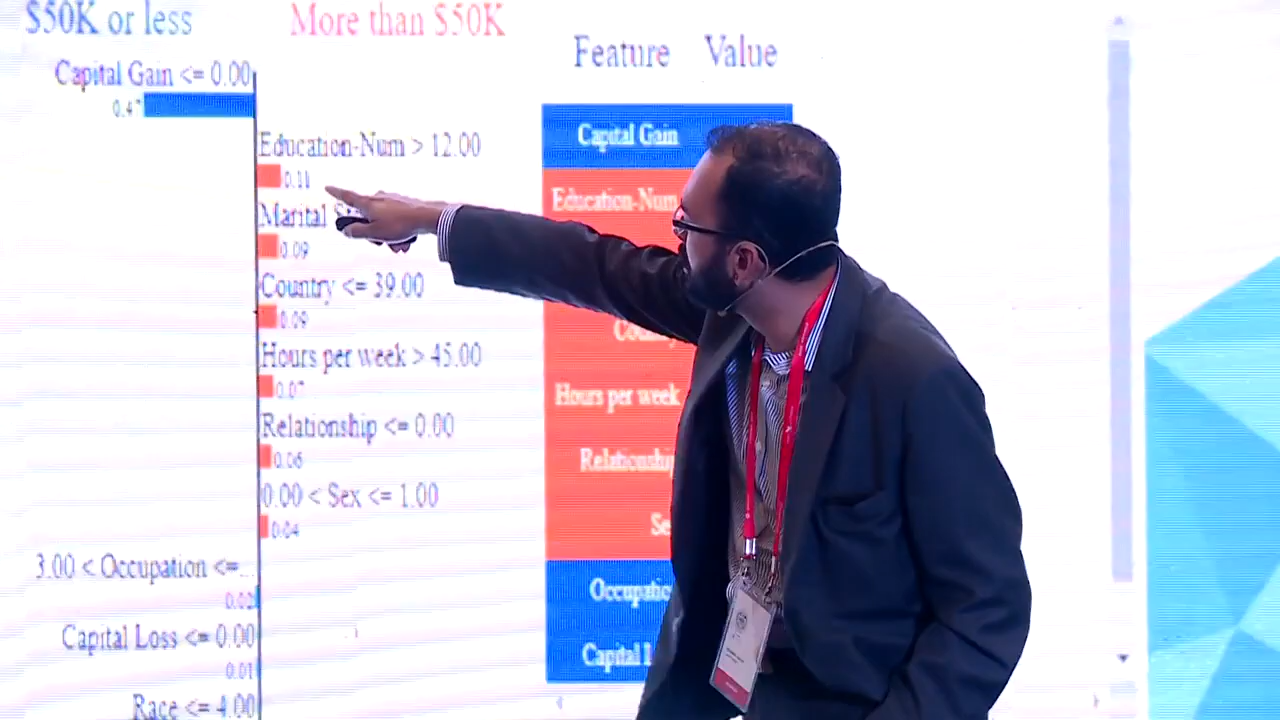 $50K or less
More than $50K
Capital Gain <= 0.00
0.47
Education-Num > 12.00
0.11
Marital
0.09
Country <= 39.00
0.09
Hours per week > 45.00
0.07
Relationship <= 0.00
0.06
0.00 < Sex <= 1.00
0.04
3.00 < Occupation <=...
0.02
Capital Loss <= 0.00
0.01
Race <= 4.00
Feature Value
Capital Gain
Education-Num
Hours per week
Relationship